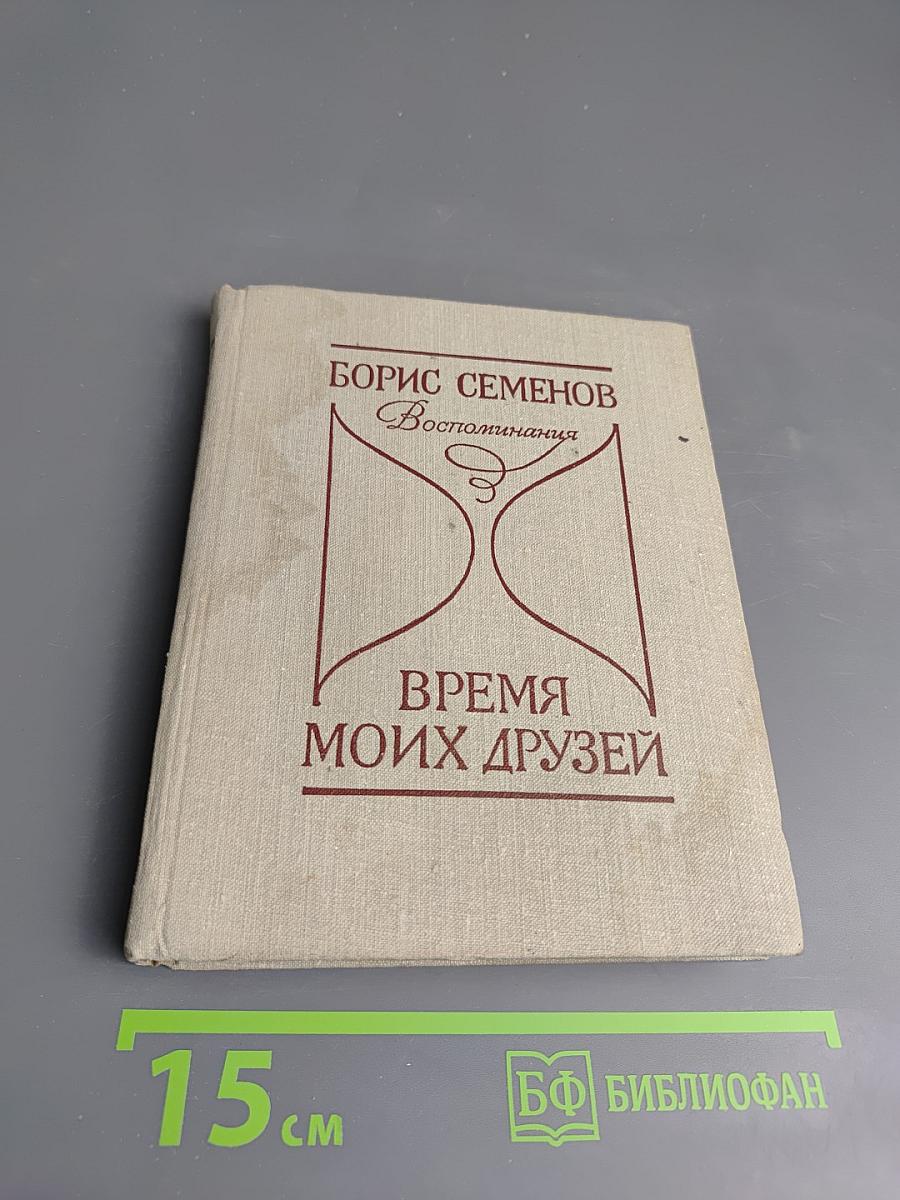 БОРИС СЕМЕНОВ
Воспоминания
ВРЕМЯ
МОИХ ДРУЗЕЙ
15 см
БФ БИБЛИОФАН